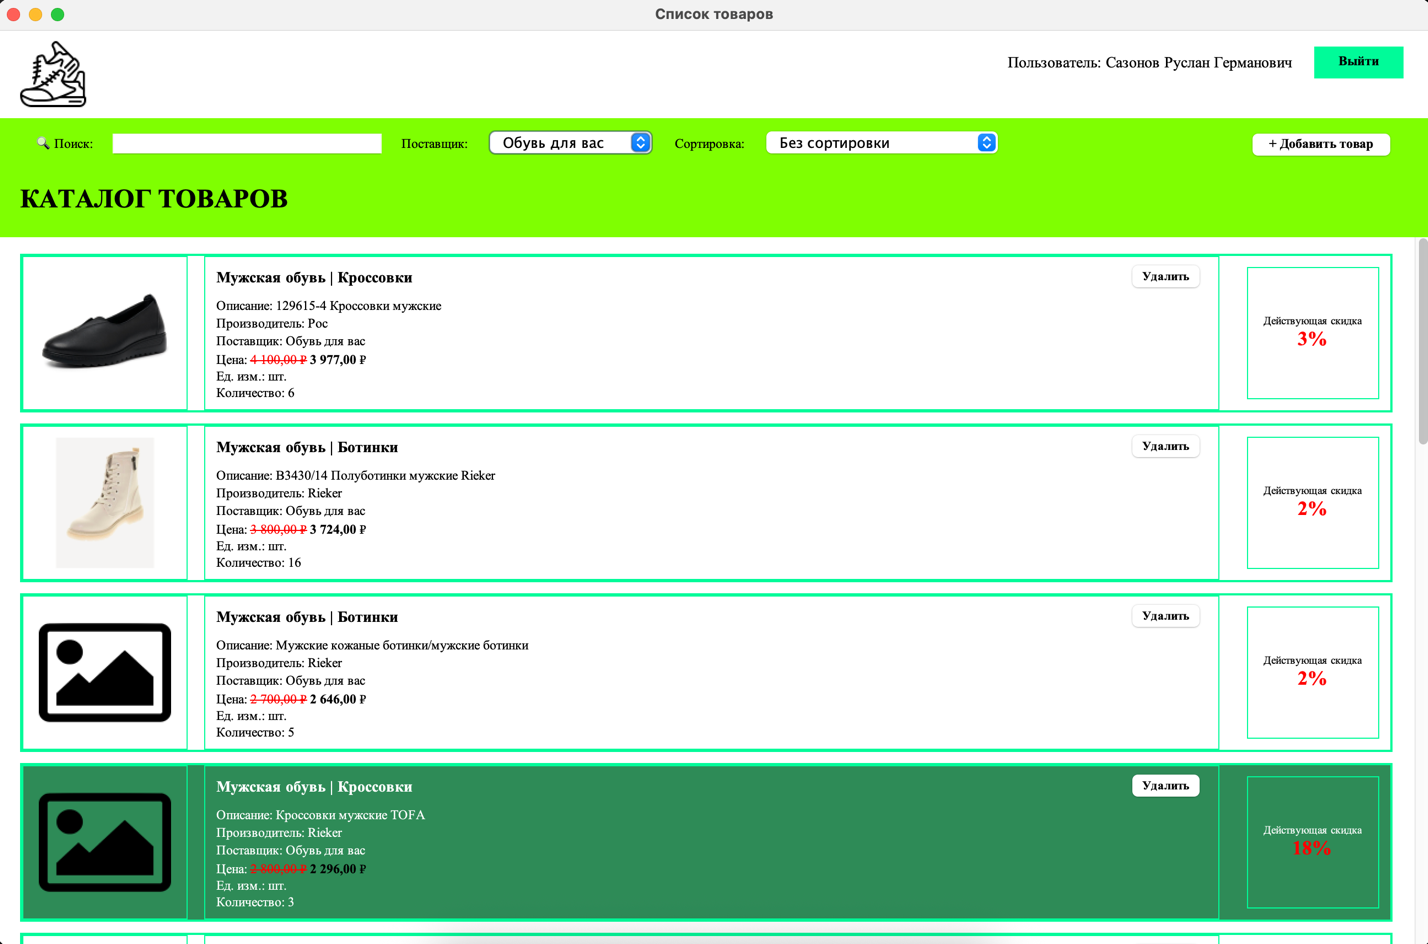 Список товаров
Пользователь: Сазонов Руслан Германович
Выйти
🔍 Поиск:
Поставщик:
Обувь для вас
Сортировка:
Без сортировки
+ Добавить товар
КАТАЛОГ ТОВАРОВ
Мужская обувь | Кроссовки
Удалить
Описание: 129615-4 Кроссовки мужские
Производитель: Рос
Поставщик: Обувь для вас
Цена: 4 100,00 ₽ 3 977,00 ₽
Ед. изм.: шт.
Количество: 6
Действующая скидка
3%
Мужская обувь | Ботинки
Удалить
Описание: B3430/14 Полуботинки мужские Rieker
Производитель: Rieker
Поставщик: Обувь для вас
Цена: 3 800,00 ₽ 3 724,00 ₽
Ед. изм.: шт.
Количество: 16
Действующая скидка
2%
Мужская обувь | Ботинки
Удалить
Описание: Мужские кожаные ботинки/мужские ботинки
Производитель: Rieker
Поставщик: Обувь для вас
Цена: 2 700,00 ₽ 2 646,00 ₽
Ед. изм.: шт.
Количество: 5
Действующая скидка
2%
Мужская обувь | Кроссовки
Удалить
Описание: Кроссовки мужские TOFA
Производитель: Rieker
Поставщик: Обувь для вас
Цена: 2 800,00 ₽ 2 296,00 ₽
Ед. изм.: шт.
Количество: 3
Действующая скидка
18%